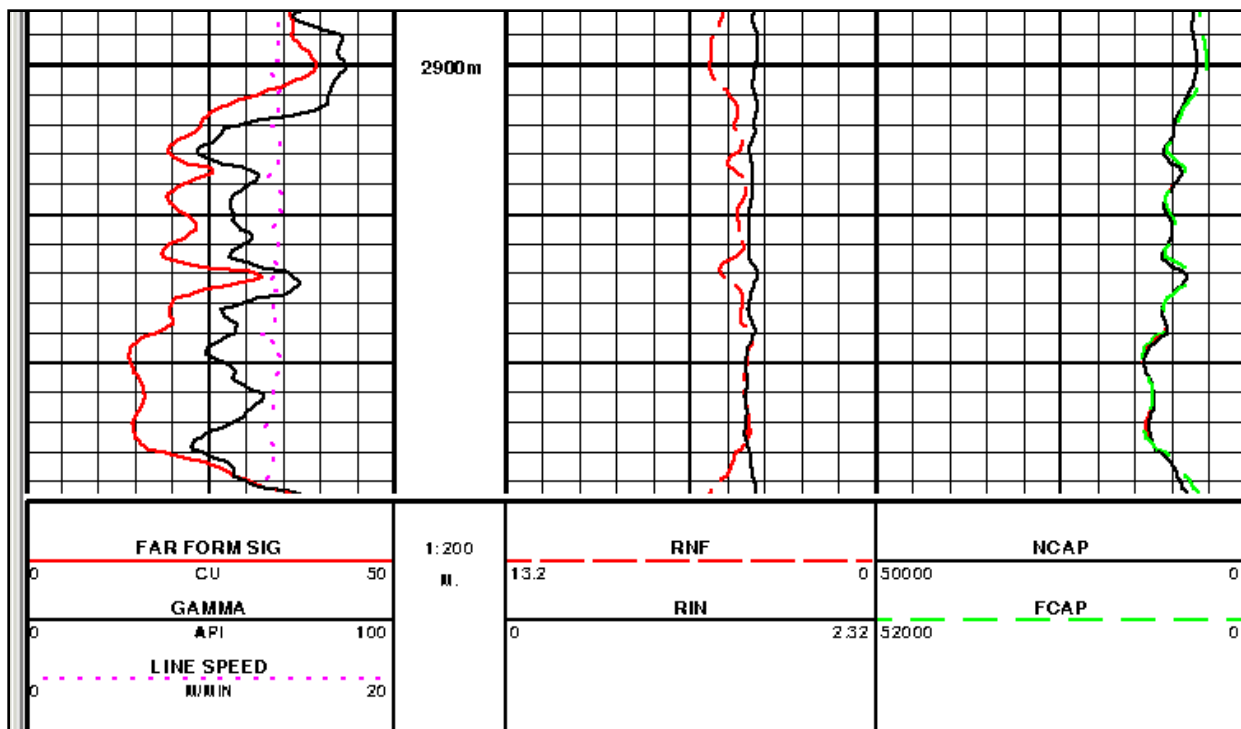 2900m
FAR FORM SIG
0 CU 50
GAMMA
0 API 100
LINE SPEED
0 M/MIN 20
1:200
M.
RNF
13.2 0
RIN
0 2.32
NCAP
50000 0
FCAP
52000 0